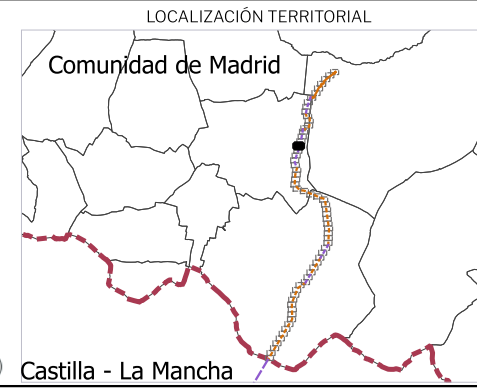 LOCALIZACIÓN TERRITORIAL
Comunidad de Madrid
Castilla - La Mancha